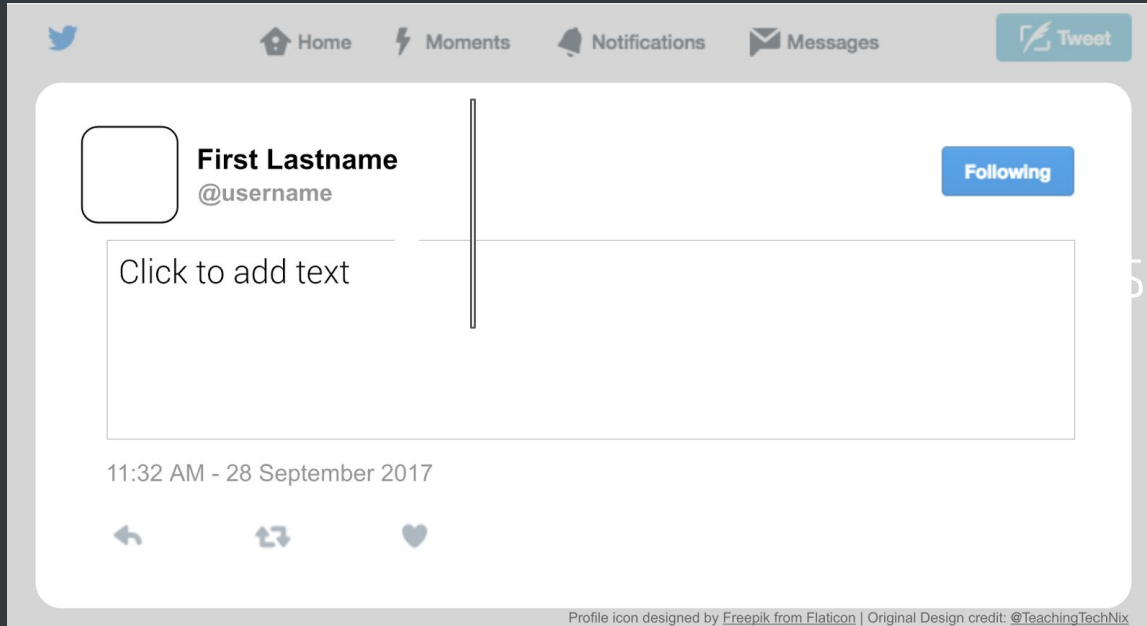 Home Moments Notifications Messages Tweet
First Lastname
@username
Following
Click to add text
11:32 AM - 28 September 2017
Profile icon designed by Freepik from Flaticon | Original Design credit: @TeachingTechNix